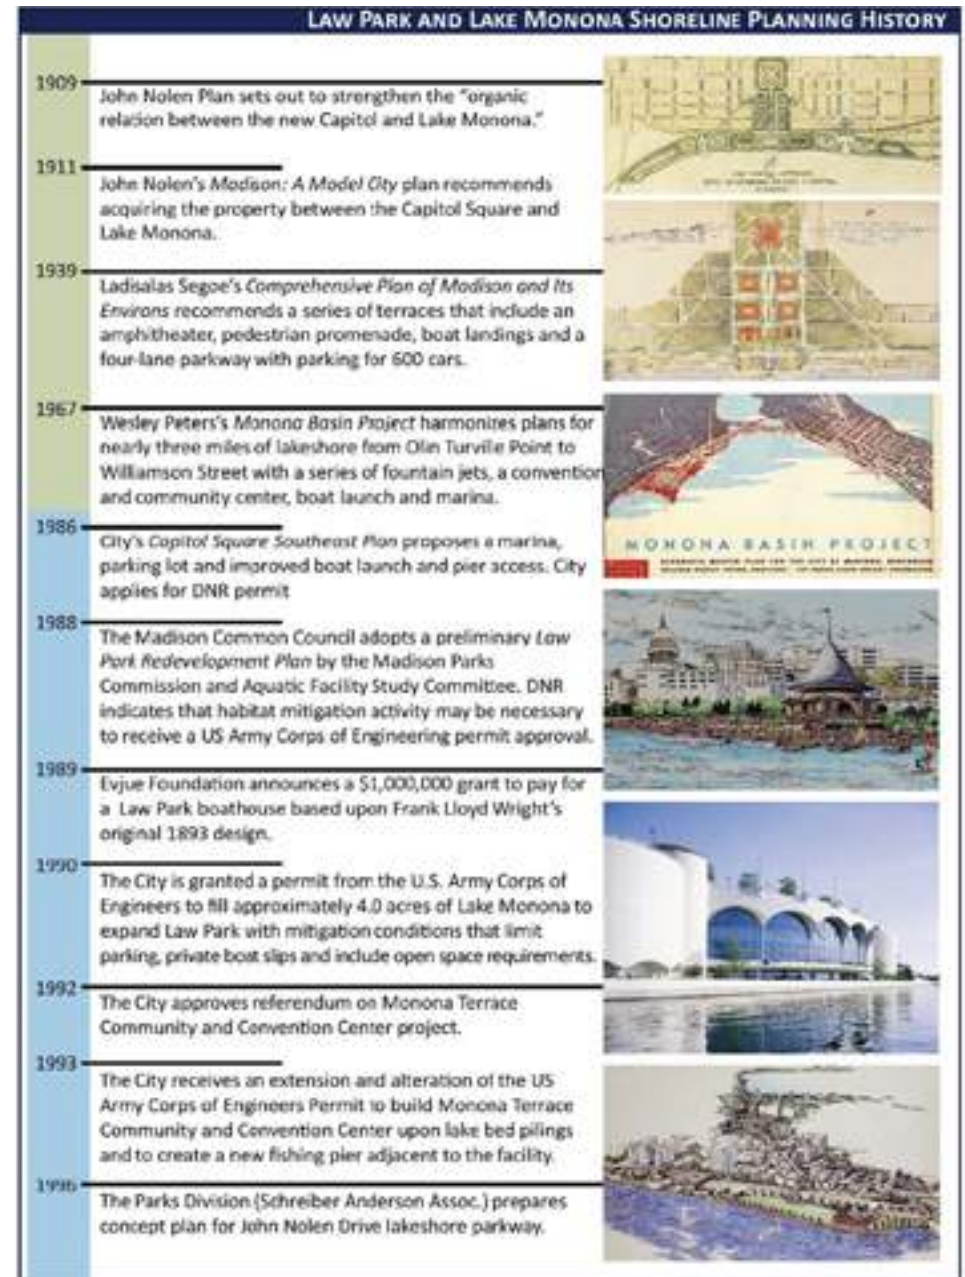 LAW PARK AND LAKE MONONA SHORELINE PLANNING HISTORY
1909
John Nolen Plan sets out to strengthen the "organic
relation between the new Capitol and Lake Monona."
1911
John Nolen's Madison: A Model City plan recommends
acquiring the property between the Capitol Square and
Lake Monona.
1939
Ladisalas Segoe's Comprehensive Plan of Madison and Its
Environs recommends a series of terraces that include an
amphitheater, pedestrian promenade, boat landings and a
four-lane parkway with parking for 600 cars.
1967
Wesley Peters's Monona Basin Project harmonizes plans for
nearly three miles of lakeshore from Olin Turville Point to
Williamson Street with a series of fountain jets, a convention
and community center, boat launch and marina.
MONONA BASIN PROJECT
1986
City's Capitol Square Southeast Plan proposes a marina,
parking lot and improved boat launch and pier access. City
applies for DNR permit
1988
The Madison Common Council adopts a preliminary Law
Park Redevelopment Plan by the Madison Parks
Commission and Aquatic Facility Study Committee. DNR
indicates that habitat mitigation activity may be necessary
to receive a US Army Corps of Engineering permit approval.
1989
Evjue Foundation announces a $1,000,000 grant to pay for
a Law Park boathouse based upon Frank Lloyd Wright's
original 1893 design.
1990
The City is granted a permit from the U.S. Army Corps of
Engineers to fill approximately 4.0 acres of Lake Monona to
expand Law Park with mitigation conditions that limit
parking, private boat slips and include open space requirements.
1992
The City approves referendum on Monona Terrace
Community and Convention Center project.
1993
The City receives an extension and alteration of the US
Army Corps of Engineers Permit to build Monona Terrace
Community and Convention Center upon lake bed pilings
and to create a new fishing pier adjacent to the facility.
1996
The Parks Division (Schreiber Anderson Assoc.) prepares
concept plan for John Nolen Drive lakeshore parkway.